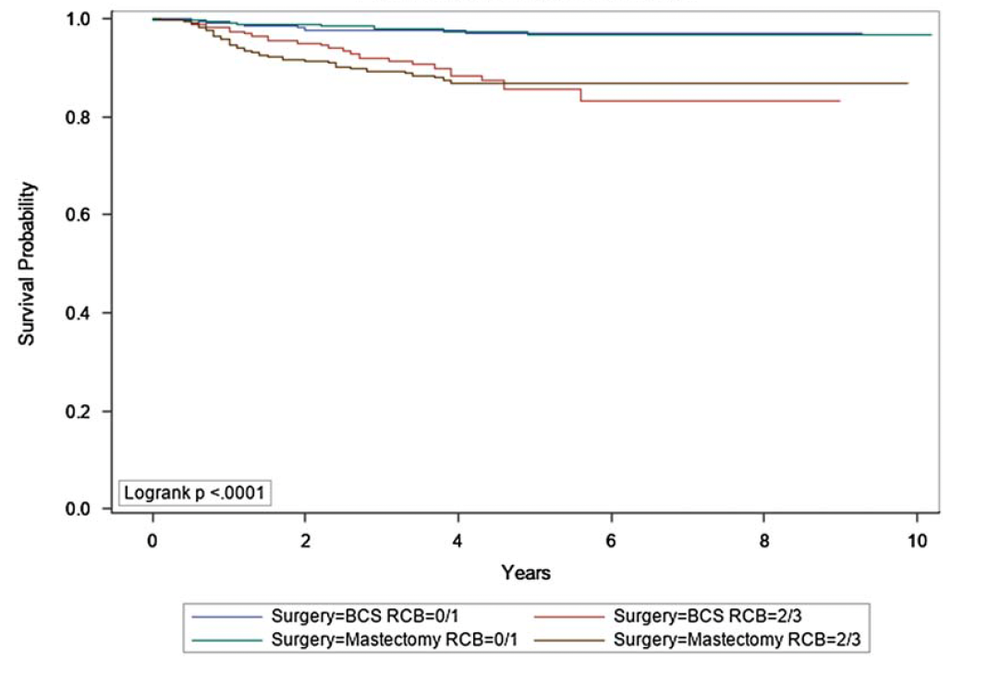 1.0
0.8
0.6
0.4
0.2
0.0
Survival Probability
Logrank p <.0001
0 2 4 6 8 10
Years
Surgery=BCS RCB=0/1 Surgery=BCS RCB=2/3
Surgery=Mastectomy RCB=0/1 Surgery=Mastectomy RCB=2/3